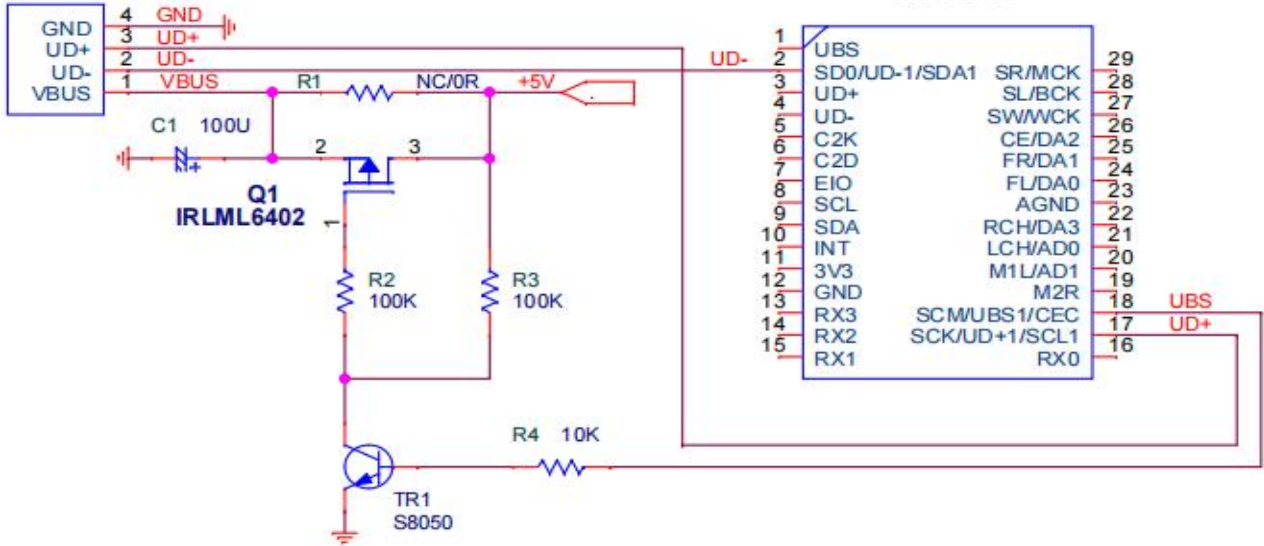 GND 4 GND
UD+ 3 UD+
UD- 2 UD-
VBUS 1 VBUS
R1 NC/0R +5V
C1 100U
2 3
Q1
IRLML6402
1
R2
100K
R3
100K
R4 10K
TR1
S8050
UD-
1 UBS
2 SD0/UD-1/SDA1 SR/MCK 29
3 UD+ SL/BCK 28
4 UD- SW/WCK 27
5 C2K CE/DA2 26
6 C2D FR/DA1 25
7 EIO FL/DA0 24
8 SCL AGND 23
9 SDA RCH/DA3 22
10 INT LCH/AD0 21
11 3V3 M1L/AD1 20
12 GND M2R 19
13 RX3 SCM/UBS1/CEC 18 UBS
14 RX2 SCK/UD+1/SCL1 17 UD+
15 RX1 RX0 16